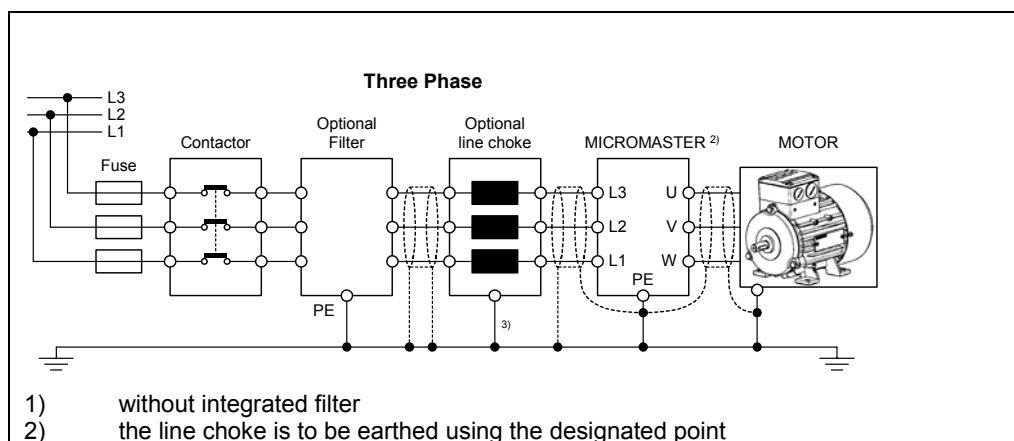 Three Phase
L3
L2
L1
Fuse
Contactor
Optional
Filter
Optional
line choke
MICROMASTER 2)
MOTOR
L3
U
L2
V
L1
W
PE
PE
3)
1) without integrated filter
2) the line choke is to be earthed using the designated point